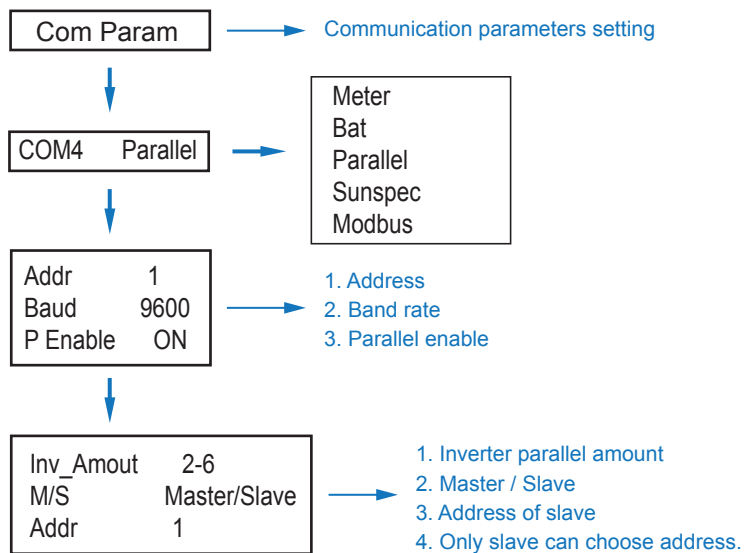 Com Param
Communication parameters setting
COM4 Parallel
Meter
Bat
Parallel
Sunspec
Modbus
Addr 1
Baud 9600
P Enable ON
1. Address
2. Band rate
3. Parallel enable
Inv_Amout 2-6
M/S Master/Slave
Addr 1
1. Inverter parallel amount
2. Master / Slave
3. Address of slave
4. Only slave can choose address.